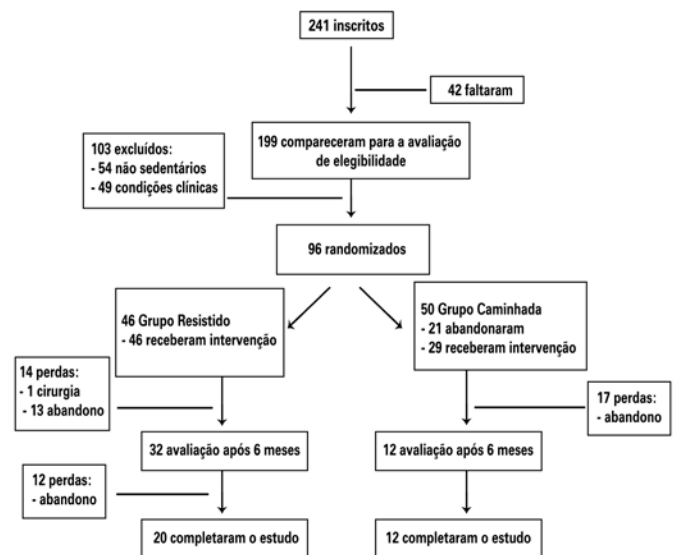 241 inscritos
42 faltaram
199 compareceram para a avaliação
de elegibilidade
103 excluídos:
- 54 não sedentários
- 49 condições clínicas
96 randomizados
46 Grupo Resistido
- 46 receberam intervenção
50 Grupo Caminhada
- 21 abandonaram
- 29 receberam intervenção
14 perdas:
- 1 cirurgia
- 13 abandono
17 perdas:
- abandono
32 avaliação após 6 meses
12 avaliação após 6 meses
12 perdas:
- abandono
20 completaram o estudo
12 completaram o estudo